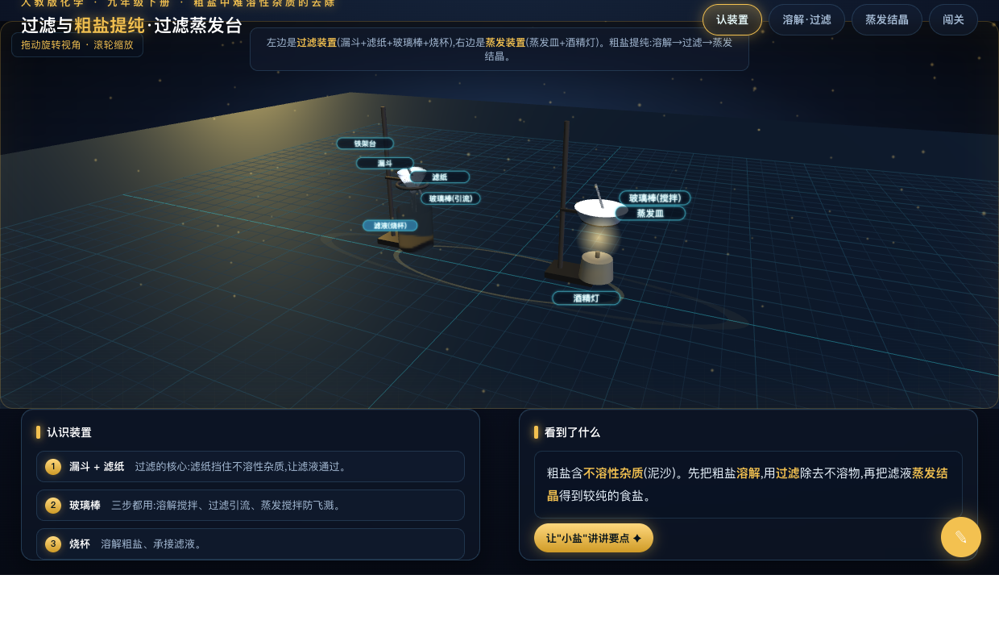 人教版化学 · 九年级下册 · 粗盐中难溶性杂质的去除
过滤与粗盐提纯·过滤蒸发台
拖动旋转视角 · 滚轮缩放
认装置
溶解·过滤
蒸发结晶
闯关
左边是过滤装置(漏斗+滤纸+玻璃棒+烧杯),右边是蒸发装置(蒸发皿+酒精灯)。粗盐提纯:溶解→过滤→蒸发
结晶。
铁架台
漏斗
滤纸
玻璃棒(引流)
滤液(烧杯)
玻璃棒(搅拌)
蒸发皿
酒精灯
认识装置
1 漏斗 + 滤纸 过滤的核心:滤纸挡住不溶性杂质,让滤液通过。
2 玻璃棒 三步都用:溶解搅拌、过滤引流、蒸发搅拌防飞溅。
3 烧杯 溶解粗盐、承接滤液。
看到了什么
粗盐含不溶性杂质(泥沙)。先把粗盐溶解,用过滤除去不溶物,再把滤液蒸发结
晶得到较纯的食盐。
让"小盐"讲讲要点 ✦